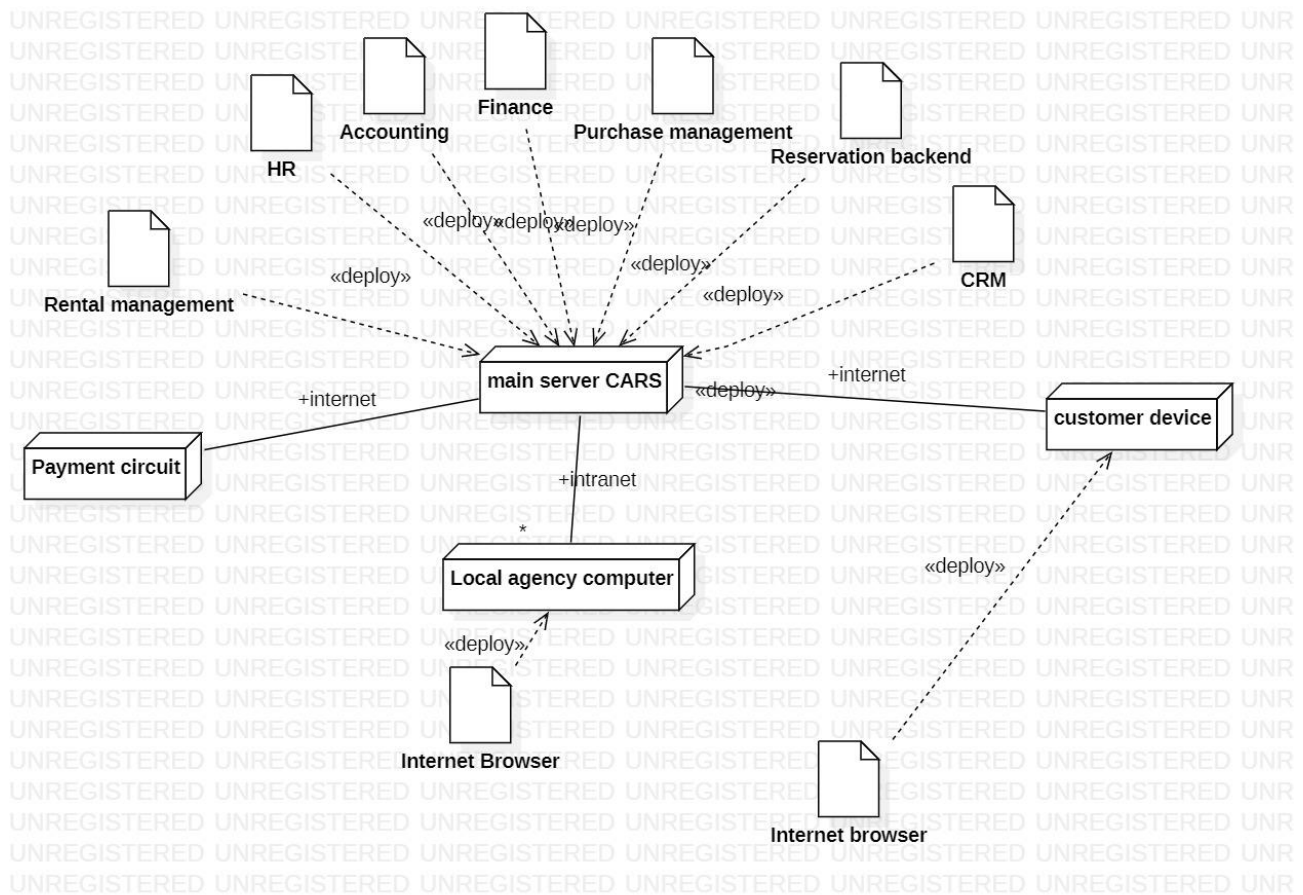 Finance
Accounting
Purchase management
HR
Reservation backend
«deploy»
«deploy»
«deploy»
«deploy»
«deploy»
CRM
«deploy»
Rental management
main server CARS
+internet
«deploy»
+internet
customer device
Payment circuit
+intranet
*
Local agency computer
«deploy»
«deploy»
Internet Browser
Internet browser
UNREGISTERED